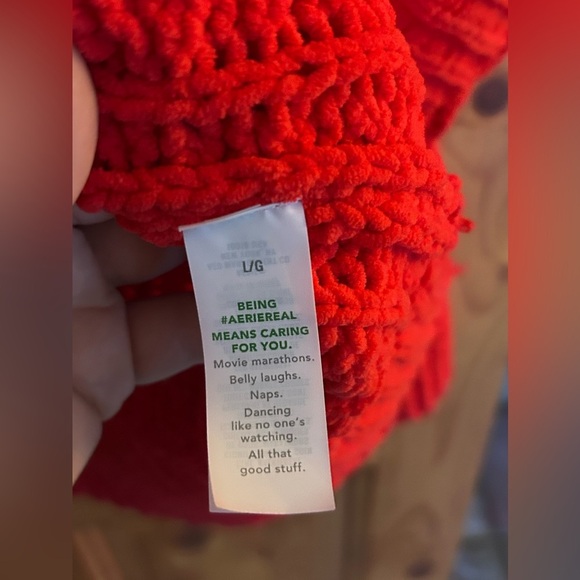 L/G
BEING
#AERIEREAL
MEANS CARING
FOR YOU.
Movie marathons.
Belly laughs.
Naps.
Dancing
like no one's
watching.
All that
good stuff.